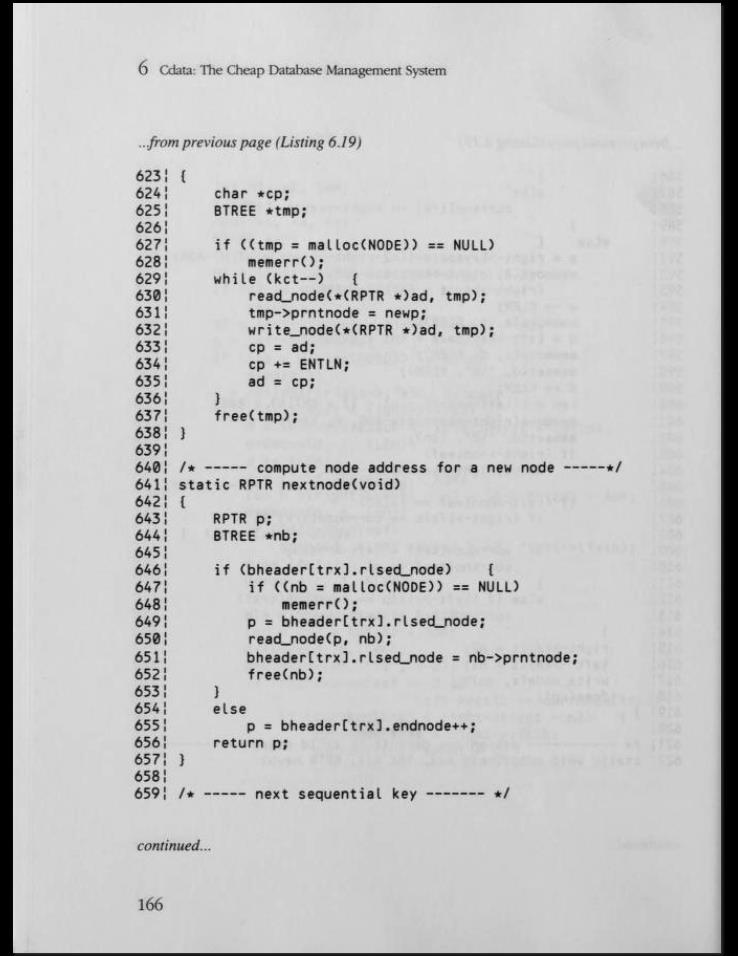 6 Cdata: The Cheap Database Management System
...from previous page (Listing 6.19)
623¦ {
624¦     char *cp;
625¦     BTREE *tmp;
626¦
627¦     if ((tmp = malloc(NODE)) == NULL)
628¦         memerr();
629¦     while (kct--)    {
630¦         read_node(*(RPTR *)ad, tmp);
631¦         tmp->prntnode = newp;
632¦         write_node(*(RPTR *)ad, tmp);
633¦         cp = ad;
634¦         cp += ENTLN;
635¦         ad = cp;
636¦     }
637¦     free(tmp);
638¦ }
639¦
640¦ /* ----- compute node address for a new node -----*/
641¦ static RPTR nextnode(void)
642¦ {
643¦     RPTR p;
644¦     BTREE *nb;
645¦
646¦     if (bheader[trx].rlsed_node)    {
647¦         if ((nb = malloc(NODE)) == NULL)
648¦             memerr();
649¦         p = bheader[trx].rlsed_node;
650¦         read_node(p, nb);
651¦         bheader[trx].rlsed_node = nb->prntnode;
652¦         free(nb);
653¦     }
654¦     else
655¦         p = bheader[trx].endnode++;
656¦     return p;
657¦ }
658¦
659¦ /* ----- next sequential key ------- */
continued...
166